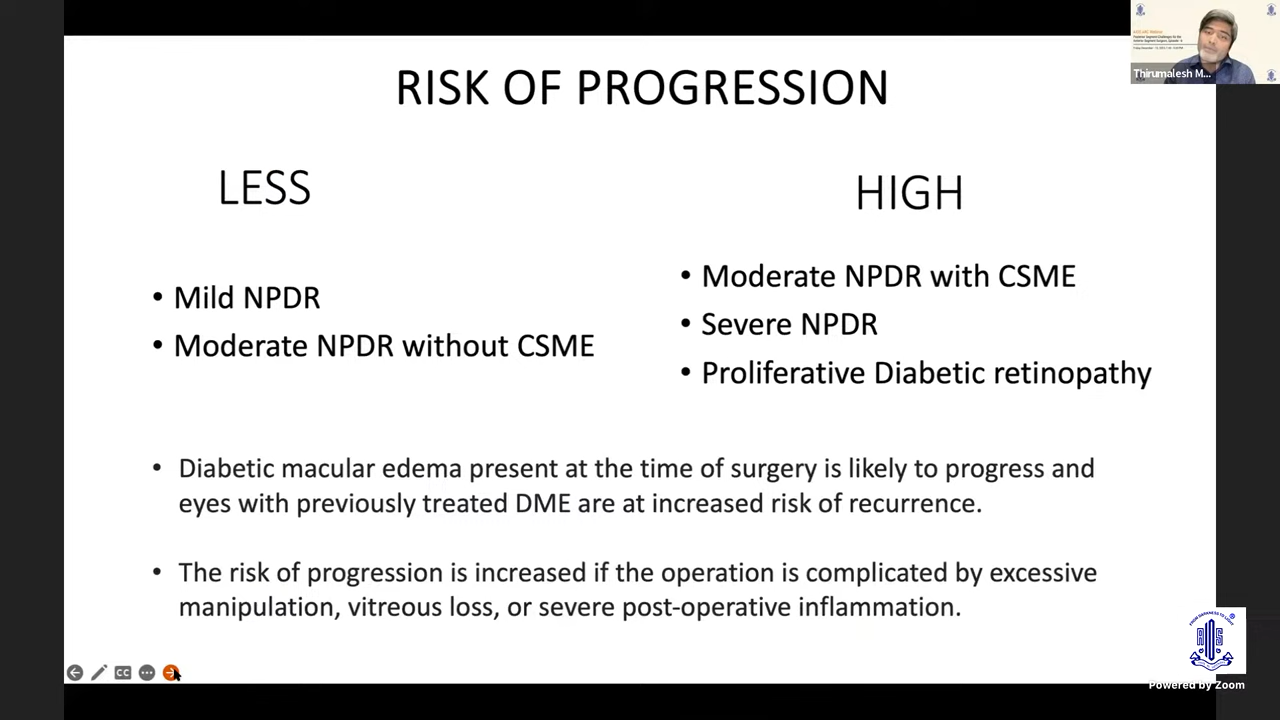 RISK OF PROGRESSION
LESS
• Mild NPDR
• Moderate NPDR without CSME
HIGH
• Moderate NPDR with CSME
• Severe NPDR
• Proliferative Diabetic retinopathy
• Diabetic macular edema present at the time of surgery is likely to progress and
eyes with previously treated DME are at increased risk of recurrence.
• The risk of progression is increased if the operation is complicated by excessive
manipulation, vitreous loss, or severe post-operative inflammation.
Thirumalesh M...
CC
Powered by Zoom